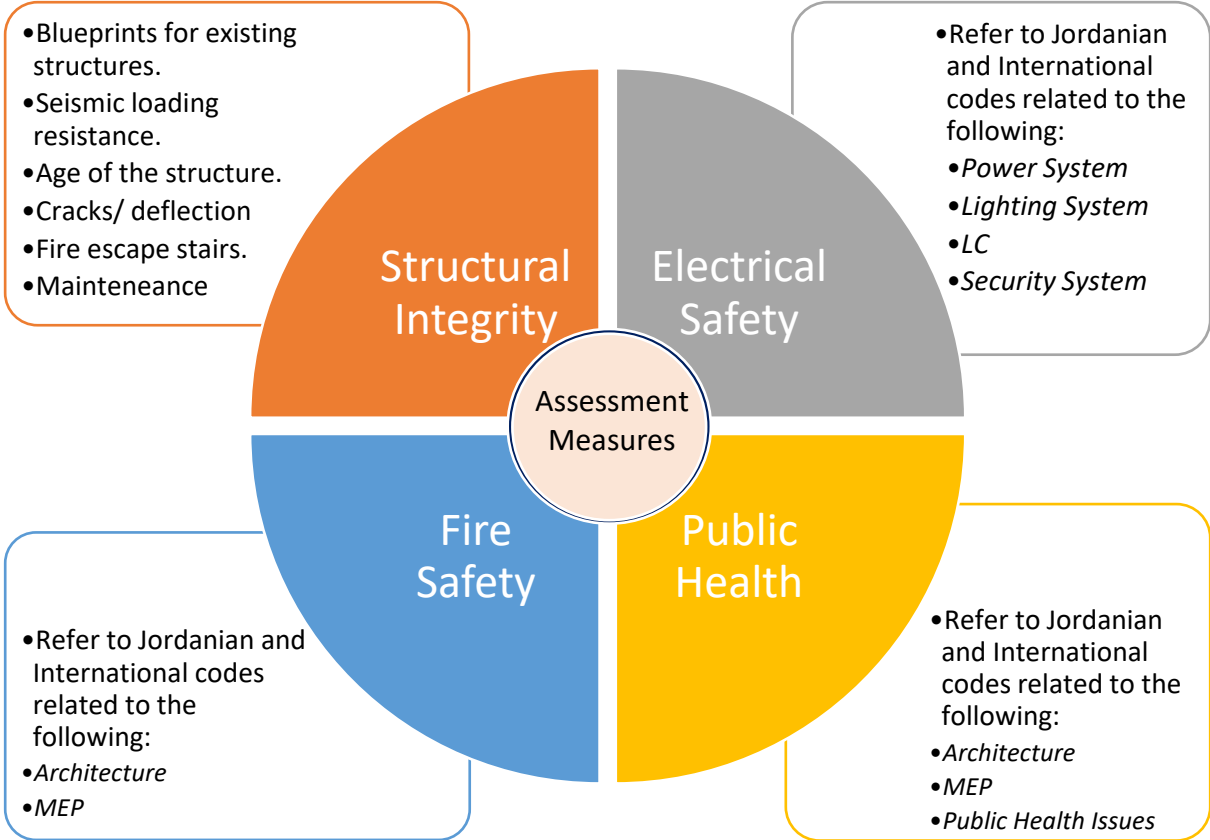 •Blueprints for existing
structures.
•Seismic loading
resistance.
•Age of the structure.
•Cracks/ deflection
•Fire escape stairs.
•Mainteneance
•Refer to Jordanian
and International
codes related to the
following:
•Power System
•Lighting System
•LC
•Security System
Structural
Integrity
Electrical
Safety
Assessment
Measures
Fire
Safety
Public
Health
•Refer to Jordanian and
International codes
related to the
following:
•Architecture
•MEP
•Refer to Jordanian
and International
codes related to the
following:
•Architecture
•MEP
•Public Health Issues